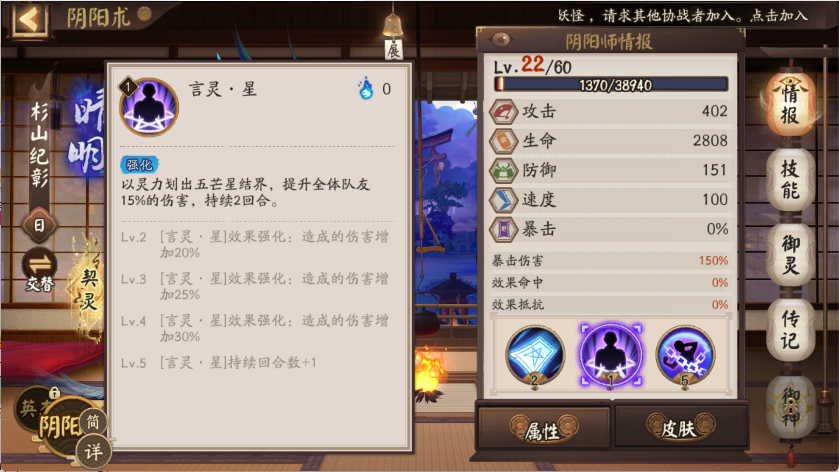 阴阳术
妖怪，请求其他协战者加入。点击加入
展
杉山纪彰
晴明
日
交替
契灵
1
言灵·星
0
强化
以灵力划出五芒星结界，提升全体队友
15%的伤害，持续2回合。
Lv.2 [言灵·星]效果强化：造成的伤害增
加20%
Lv.3 [言灵·星]效果强化：造成的伤害增
加25%
Lv.4 [言灵·星]效果强化：造成的伤害增
加30%
Lv.5 [言灵·星]持续回合数+1
阴阳
简
详
阴阳师情报
Lv.22/60
1370/38940
攻击 402
生命 2808
防御 151
速度 100
暴击 0%
暴击伤害 150%
效果命中 0%
效果抵抗 0%
2
1
5
属性
皮肤
情报
技能
御灵
传记